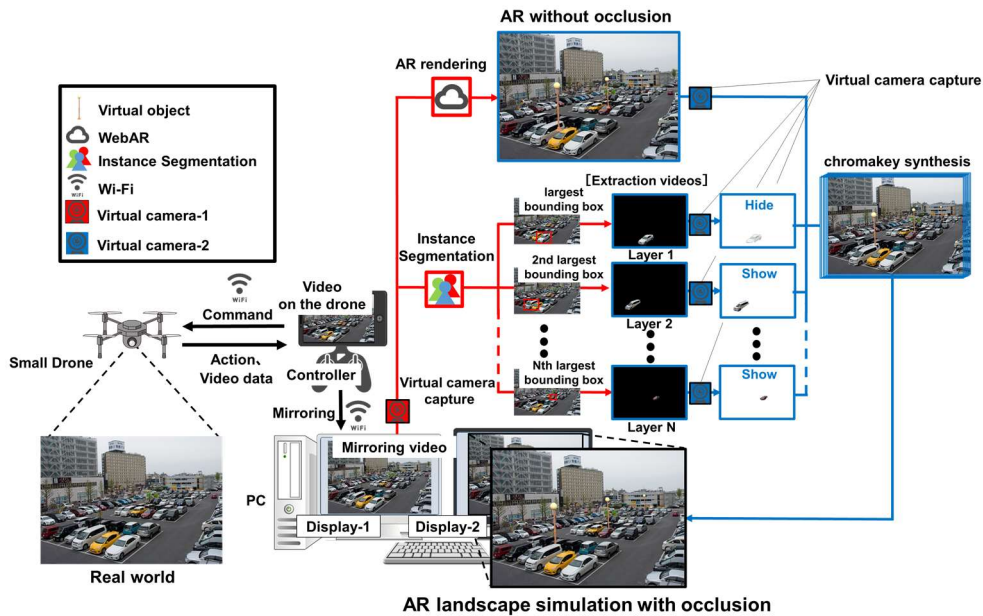 AR without occlusion
AR rendering
Virtual camera capture
Virtual object
WebAR
Instance Segmentation
WiFi
Wi-Fi
Virtual camera-1
Virtual camera-2
chromakey synthesis
[Extraction videos]
largest
bounding box
Layer 1
Hide
Instance
Segmentation
2nd largest
bounding box
Layer 2
Show
Nth largest
bounding box
Layer N
Show
WiFi
Command
Video
on the drone
Small Drone
Action、
Video data
Controller
Virtual camera
capture
Mirroring
WiFi
Mirroring video
PC
Display-1
Display-2
Real world
AR landscape simulation with occlusion